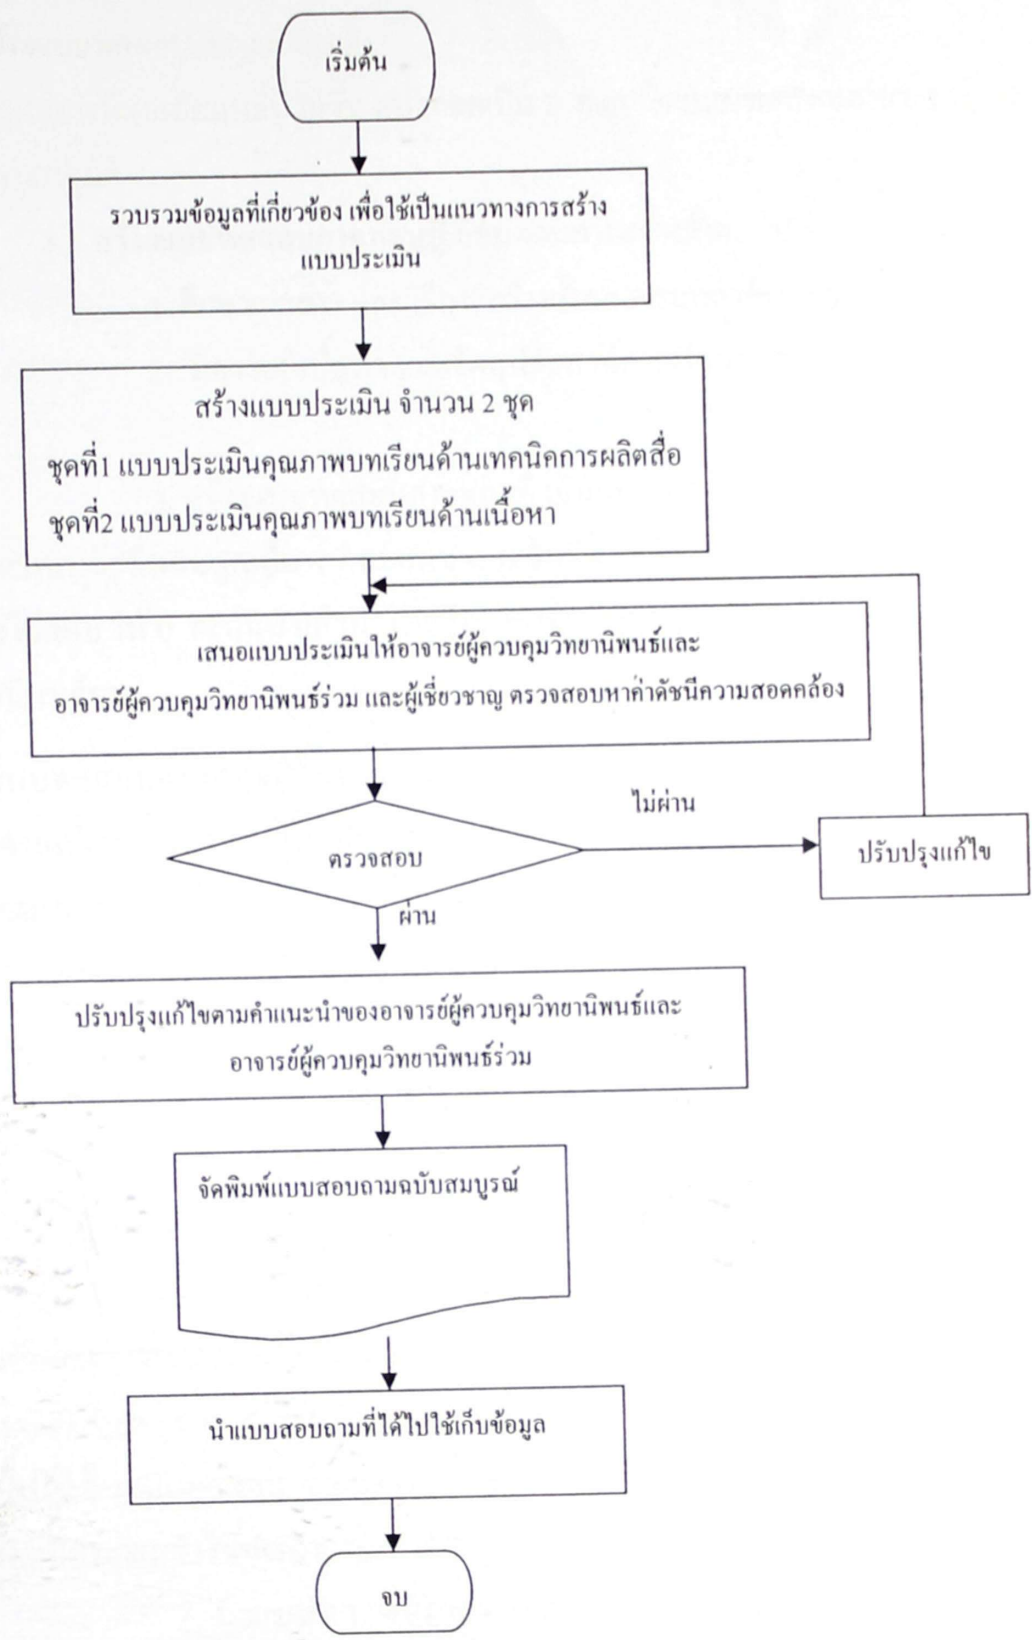 เริ่มต้น
รวบรวมข้อมูลที่เกี่ยวข้อง เพื่อใช้เป็นแนวทางการสร้าง
แบบประเมิน
สร้างแบบประเมิน จำนวน 2 ชุด
ชุดที่1 แบบประเมินคุณภาพบทเรียนด้านเทคนิคการผลิตสื่อ
ชุดที่2 แบบประเมินคุณภาพบทเรียนด้านเนื้อหา
เสนอแบบประเมินให้อาจารย์ผู้ควบคุมวิทยานิพนธ์และ
อาจารย์ผู้ควบคุมวิทยานิพนธ์ร่วม และผู้เชี่ยวชาญ ตรวจสอบหาค่าดัชนีความสอดคล้อง
ไม่ผ่าน
ตรวจสอบ
ปรับปรุงแก้ไข
ผ่าน
ปรับปรุงแก้ไขตามคำแนะนำของอาจารย์ผู้ควบคุมวิทยานิพนธ์และ
อาจารย์ผู้ควบคุมวิทยานิพนธ์ร่วม
จัดพิมพ์แบบสอบถามฉบับสมบูรณ์
นำแบบสอบถามที่ได้ไปใช้เก็บข้อมูล
จบ